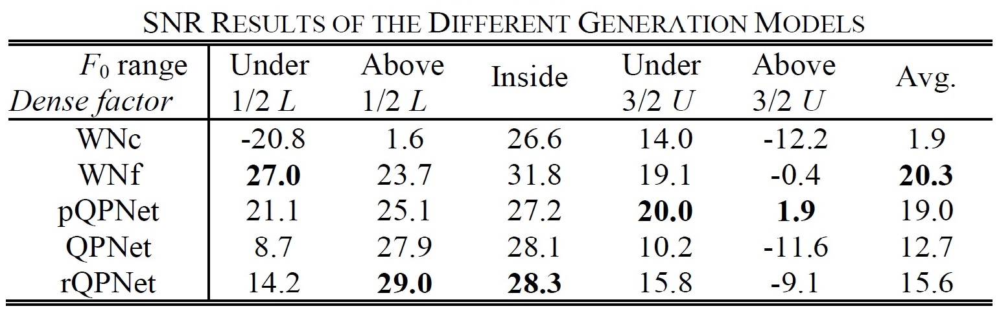 SNR RESULTS OF THE DIFFERENT GENERATION MODELS
F0 range Under Above Inside Under Above Avg.
Dense factor 1/2 L 1/2 L 3/2 U 3/2 U
WNc -20.8 1.6 26.6 14.0 -12.2 1.9
WNf 27.0 23.7 31.8 19.1 -0.4 20.3
pQPNet 21.1 25.1 27.2 20.0 1.9 19.0
QPNet 8.7 27.9 28.1 10.2 -11.6 12.7
rQPNet 14.2 29.0 28.3 15.8 -9.1 15.6